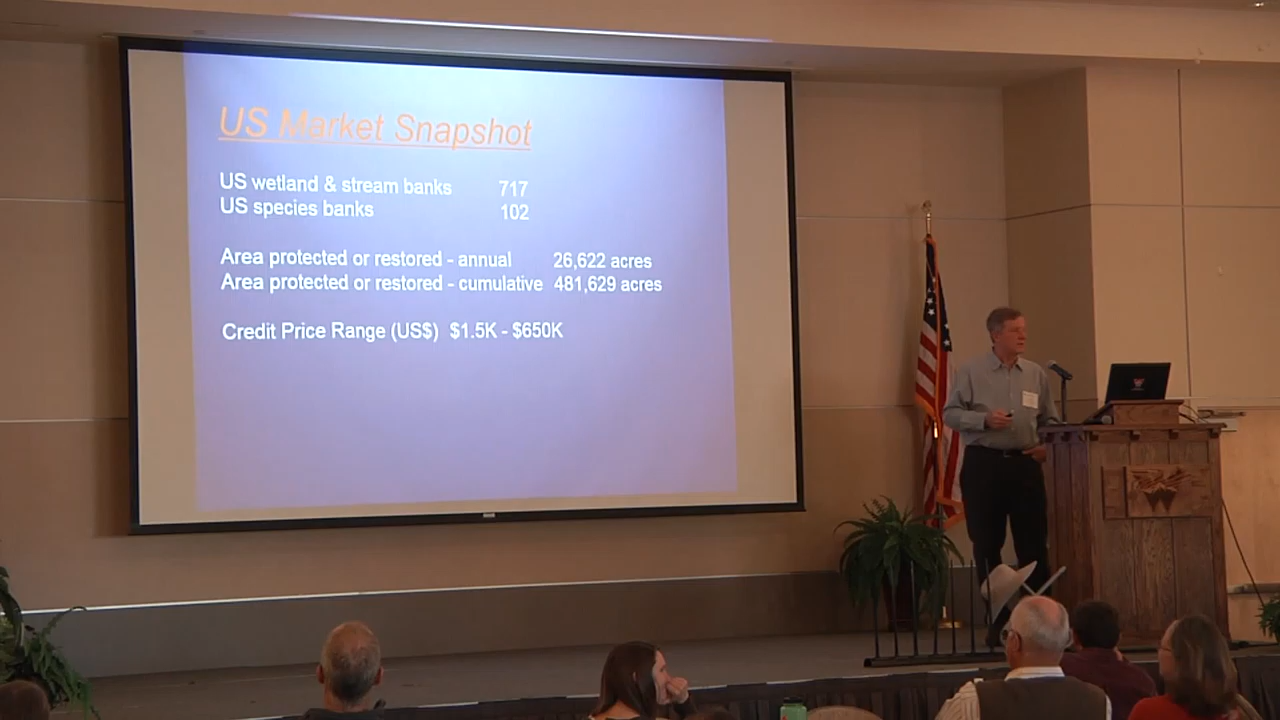 US Market Snapshot
US wetland & stream banks 717
US species banks 102
Area protected or restored - annual 26,622 acres
Area protected or restored - cumulative 481,629 acres
Credit Price Range (US$) $1.5K - $650K